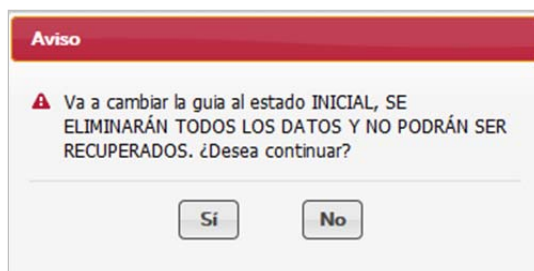 Aviso
Va a cambiar la guia al estado INICIAL, SE
ELIMINARÁN TODOS LOS DATOS Y NO PODRÁN SER
RECUPERADOS. ¿Desea continuar?
Sí No